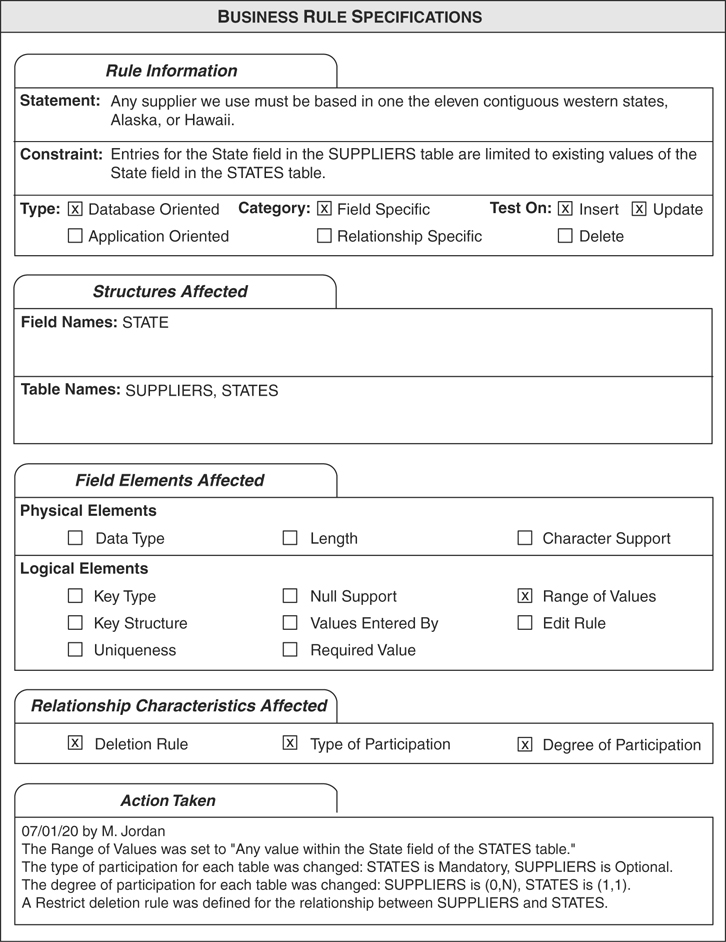 BUSINESS RULE SPECIFICATIONS
Rule Information
Statement: Any supplier we use must be based in one the eleven contiguous western states,
Alaska, or Hawaii.
Constraint: Entries for the State field in the SUPPLIERS table are limited to existing values of the
State field in the STATES table.
Type: x Database Oriented Category: x Field Specific Test On: x Insert x Update
Application Oriented Relationship Specific Delete
Structures Affected
Field Names: STATE
Table Names: SUPPLIERS, STATES
Field Elements Affected
Physical Elements
Data Type Length Character Support
Logical Elements
Key Type Null Support x Range of Values
Key Structure Values Entered By Edit Rule
Uniqueness Required Value
Relationship Characteristics Affected
x Deletion Rule x Type of Participation x Degree of Participation
Action Taken
07/01/20 by M. Jordan
The Range of Values was set to "Any value within the State field of the STATES table."
The type of participation for each table was changed: STATES is Mandatory, SUPPLIERS is Optional.
The degree of participation for each table was changed: SUPPLIERS is (0,N), STATES is (1,1).
A Restrict deletion rule was defined for the relationship between SUPPLIERS and STATES.